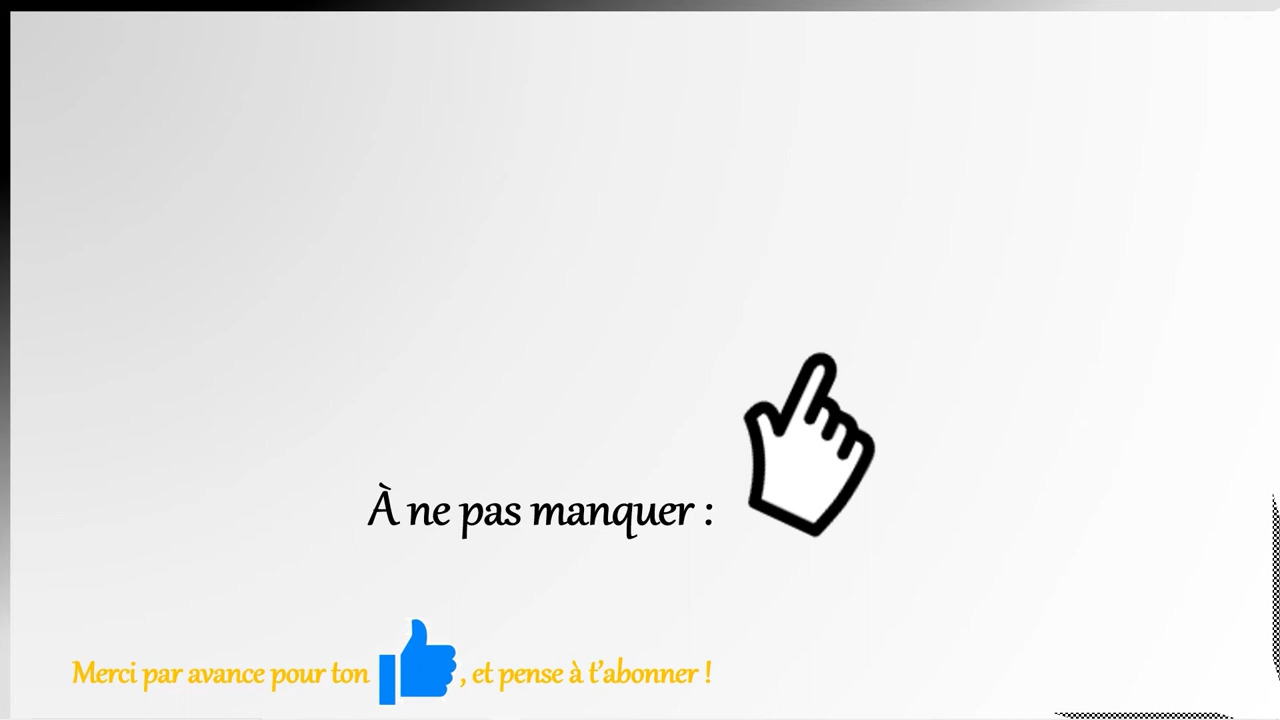 À ne pas manquer :
Merci par avance pour ton , et pense à t’abonner !